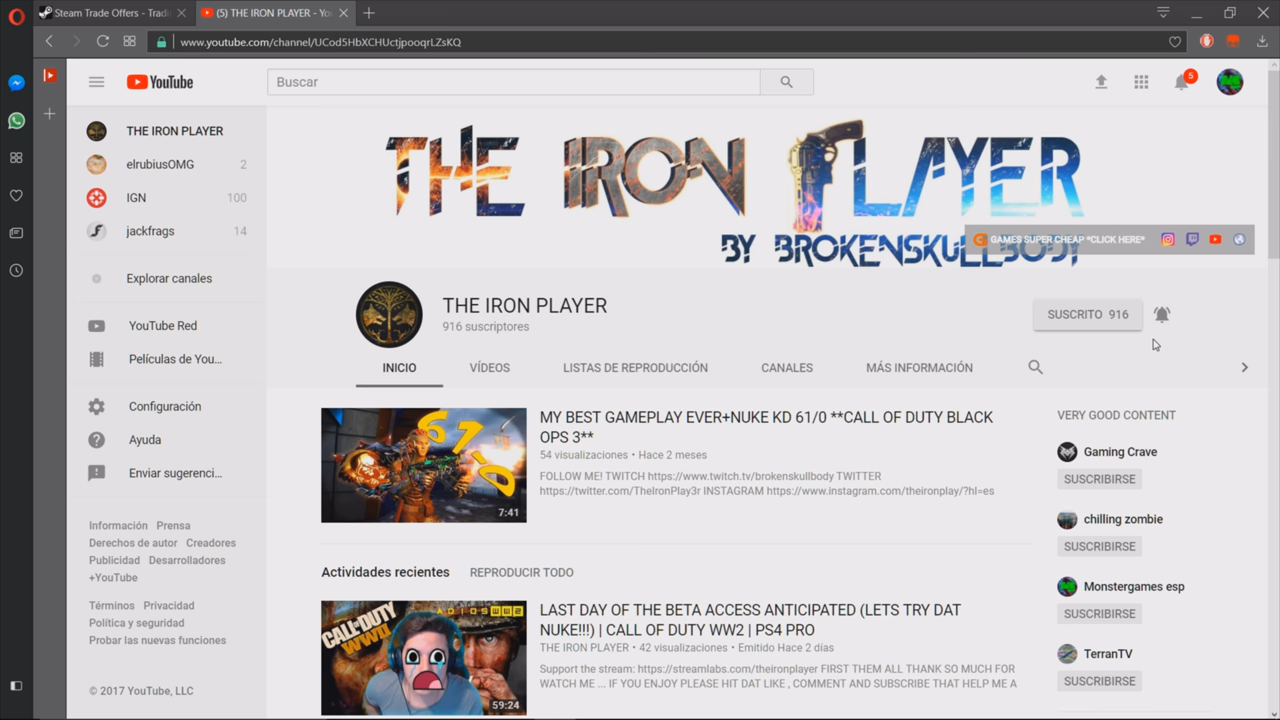 Steam Trade Offers - Tradi
(5) THE IRON PLAYER - Yo
www.youtube.com/channel/UCod5HbXCHUctjpooqrLZsKQ
YouTube
Buscar
5
THE IRON PLAYER
elrubiusOMG 2
IGN 100
jackfrags 14
Explorar canales
YouTube Red
Películas de You...
Configuración
Ayuda
Enviar sugerenci...
Información Prensa
Derechos de autor Creadores
Publicidad Desarrolladores
+YouTube
Términos Privacidad
Política y seguridad
Probar las nuevas funciones
© 2017 YouTube, LLC
THE IRON PLAYER
BY BROKENSKULLBODY
GAMES SUPER CHEAP *CLICK HERE*
THE IRON PLAYER
916 suscriptores
SUSCRITO 916
INICIO VÍDEOS LISTAS DE REPRODUCCIÓN CANALES MÁS INFORMACIÓN
61/0
7:41
MY BEST GAMEPLAY EVER+NUKE KD 61/0 **CALL OF DUTY BLACK
OPS 3**
54 visualizaciones • Hace 2 meses
FOLLOW ME! TWITCH https://www.twitch.tv/brokenskullbody TWITTER
https://twitter.com/TheIronPlay3r INSTAGRAM https://www.instagram.com/theironplay/?hl=es
Actividades recientes REPRODUCIR TODO
CALL OF DUTY
WWII
ADIOS WW2
59:24
LAST DAY OF THE BETA ACCESS ANTICIPATED (LETS TRY DAT
NUKE!!!) | CALL OF DUTY WW2 | PS4 PRO
THE IRON PLAYER • 42 visualizaciones • Emitido Hace 2 días
Support the stream: https://streamlabs.com/theironplayer FIRST THEM ALL THANK SO MUCH FOR
WATCH ME ... IF YOU ENJOY PLEASE HIT DAT LIKE , COMMENT AND SUBSCRIBE THAT HELP ME A
VERY GOOD CONTENT
Gaming Crave
SUSCRIBIRSE
chilling zombie
SUSCRIBIRSE
Monstergames esp
SUSCRIBIRSE
TerranTV
SUSCRIBIRSE